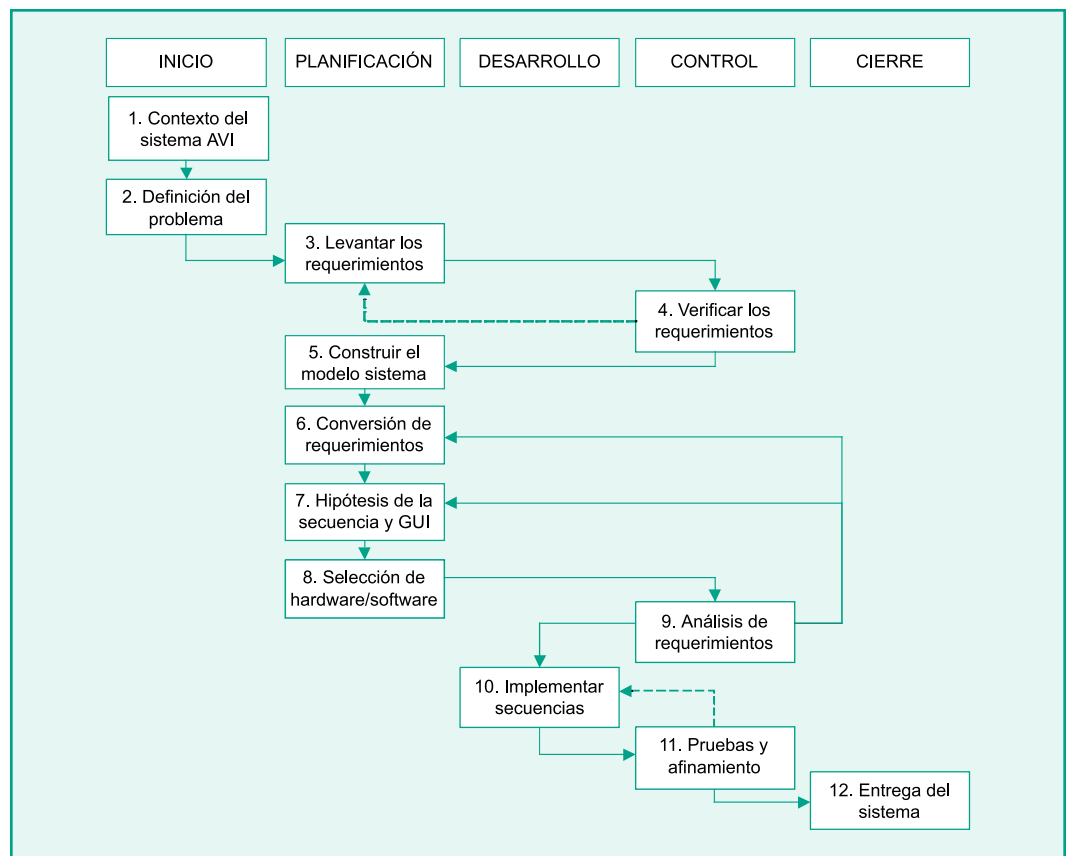 INICIO
PLANIFICACIÓN
DESARROLLO
CONTROL
CIERRE
1. Contexto del
sistema AVI
2. Definición del
problema
3. Levantar los
requerimientos
4. Verificar los
requerimientos
5. Construir el
modelo sistema
6. Conversión de
requerimientos
7. Hipótesis de la
secuencia y GUI
8. Selección de
hardware/software
9. Análisis de
requerimientos
10. Implementar
secuencias
11. Pruebas y
afinamiento
12. Entrega del
sistema